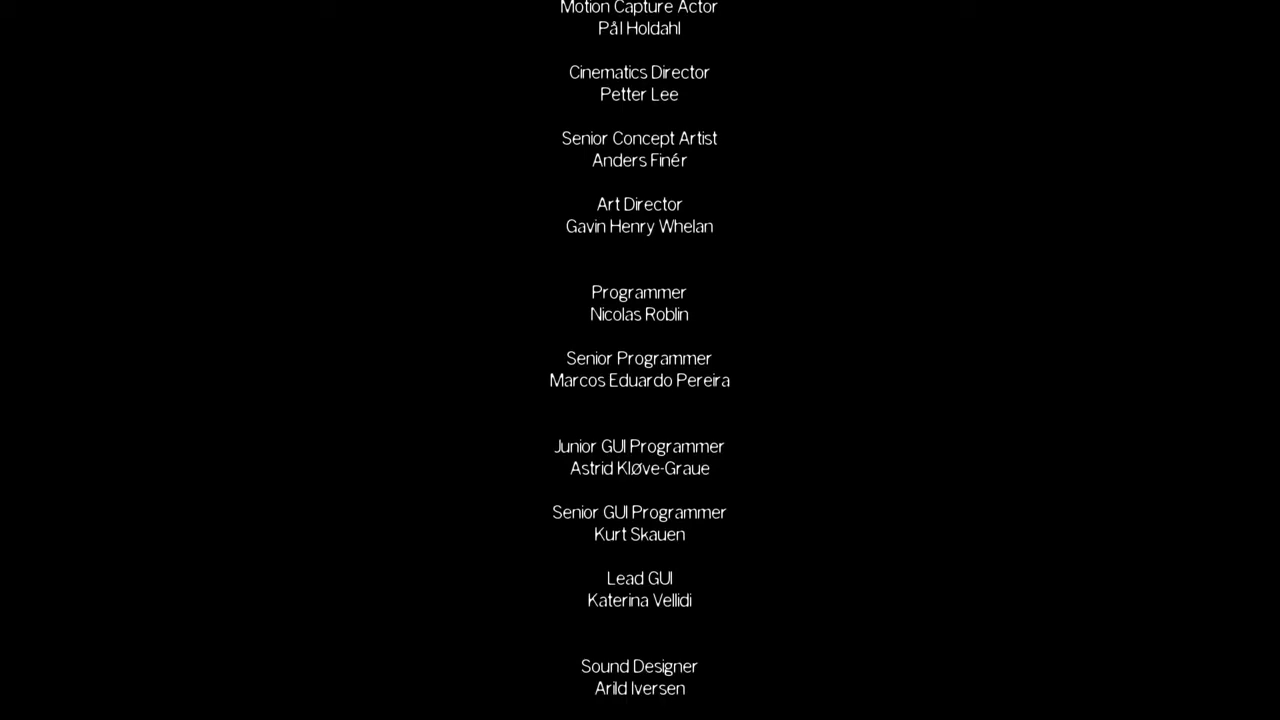 Motion Capture Actor
Pål Holdahl
Cinematics Director
Petter Lee
Senior Concept Artist
Anders Finér
Art Director
Gavin Henry Whelan
Programmer
Nicolas Roblin
Senior Programmer
Marcos Eduardo Pereira
Junior GUI Programmer
Astrid Kløve-Graue
Senior GUI Programmer
Kurt Skauen
Lead GUI
Katerina Vellidi
Sound Designer
Arild Iversen